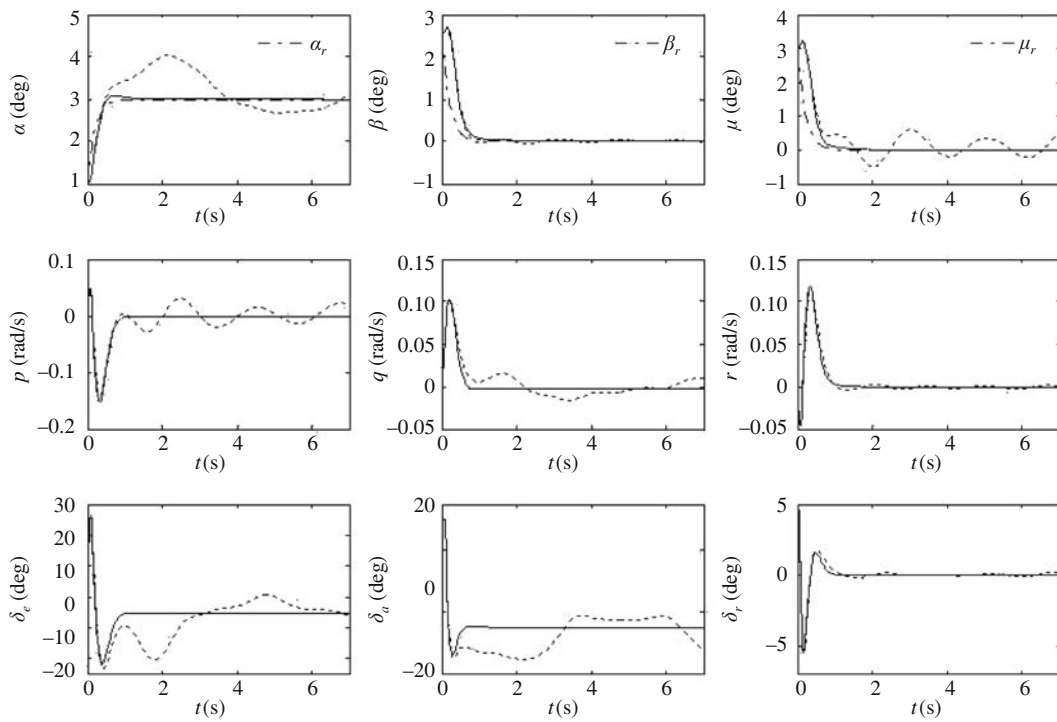 α (deg)
5
4
3
2
1
α_r
0 2 4 6
t(s)
β (deg)
3
2
1
0
−1
β_r
0 2 4 6
t(s)
μ (deg)
4
3
2
1
0
−1
μ_r
0 2 4 6
t(s)
p (rad/s)
0.1
0
−0.1
−0.2
0 2 4 6
t(s)
q (rad/s)
0.15
0.10
0.05
0
−0.05
0 2 4 6
t(s)
r (rad/s)
0.15
0.10
0.05
0
−0.05
0 2 4 6
t(s)
δ_e (deg)
30
20
10
0
−10
−20
0 2 4 6
t(s)
δ_a (deg)
20
0
−20
0 2 4 6
t(s)
δ_r (deg)
5
0
−5
0 2 4 6
t(s)